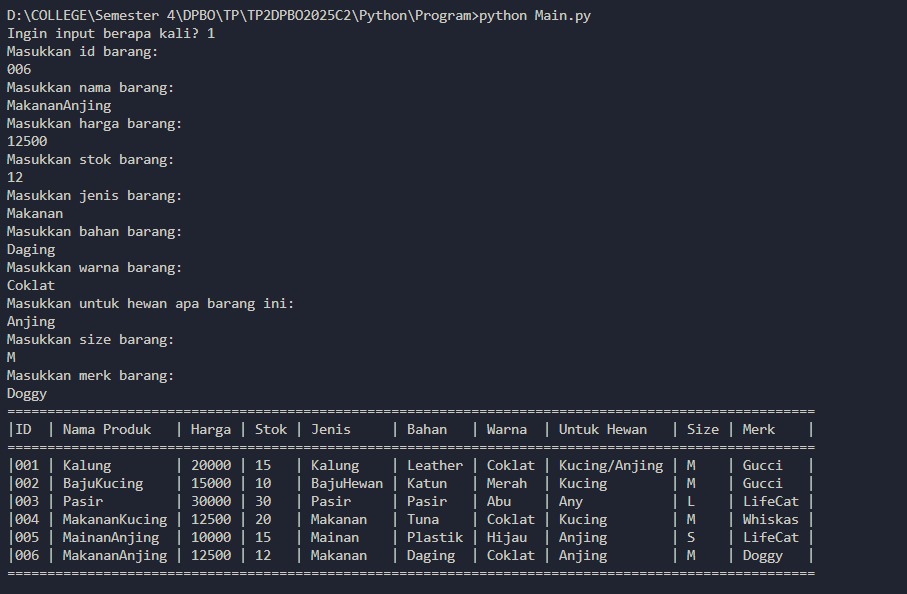 D:\COLLEGE\Semester 4\DPBO\TP\TP2DPBO2025C2\Python\Program>python Main.py
Ingin input berapa kali? 1
Masukkan id barang:
006
Masukkan nama barang:
MakananAnjing
Masukkan harga barang:
12500
Masukkan stok barang:
12
Masukkan jenis barang:
Makanan
Masukkan bahan barang:
Daging
Masukkan warna barang:
Coklat
Masukkan untuk hewan apa barang ini:
Anjing
Masukkan size barang:
M
Masukkan merk barang:
Doggy
=====================================================================================================
|ID  | Nama Produk   | Harga | Stok | Jenis     | Bahan   | Warna  | Untuk Hewan   | Size | Merk    |
=====================================================================================================
|001 | Kalung        | 20000 | 15   | Kalung    | Leather | Coklat | Kucing/Anjing | M    | Gucci   |
|002 | BajuKucing    | 15000 | 10   | BajuHewan | Katun   | Merah  | Kucing        | M    | Gucci   |
|003 | Pasir         | 30000 | 30   | Pasir     | Pasir   | Abu    | Any           | L    | LifeCat |
|004 | MakananKucing | 12500 | 20   | Makanan   | Tuna    | Coklat | Kucing        | M    | Whiskas |
|005 | MainanAnjing  | 10000 | 15   | Mainan    | Plastik | Hijau  | Anjing        | S    | LifeCat |
|006 | MakananAnjing | 12500 | 12   | Makanan   | Daging  | Coklat | Anjing        | M    | Doggy   |
=====================================================================================================